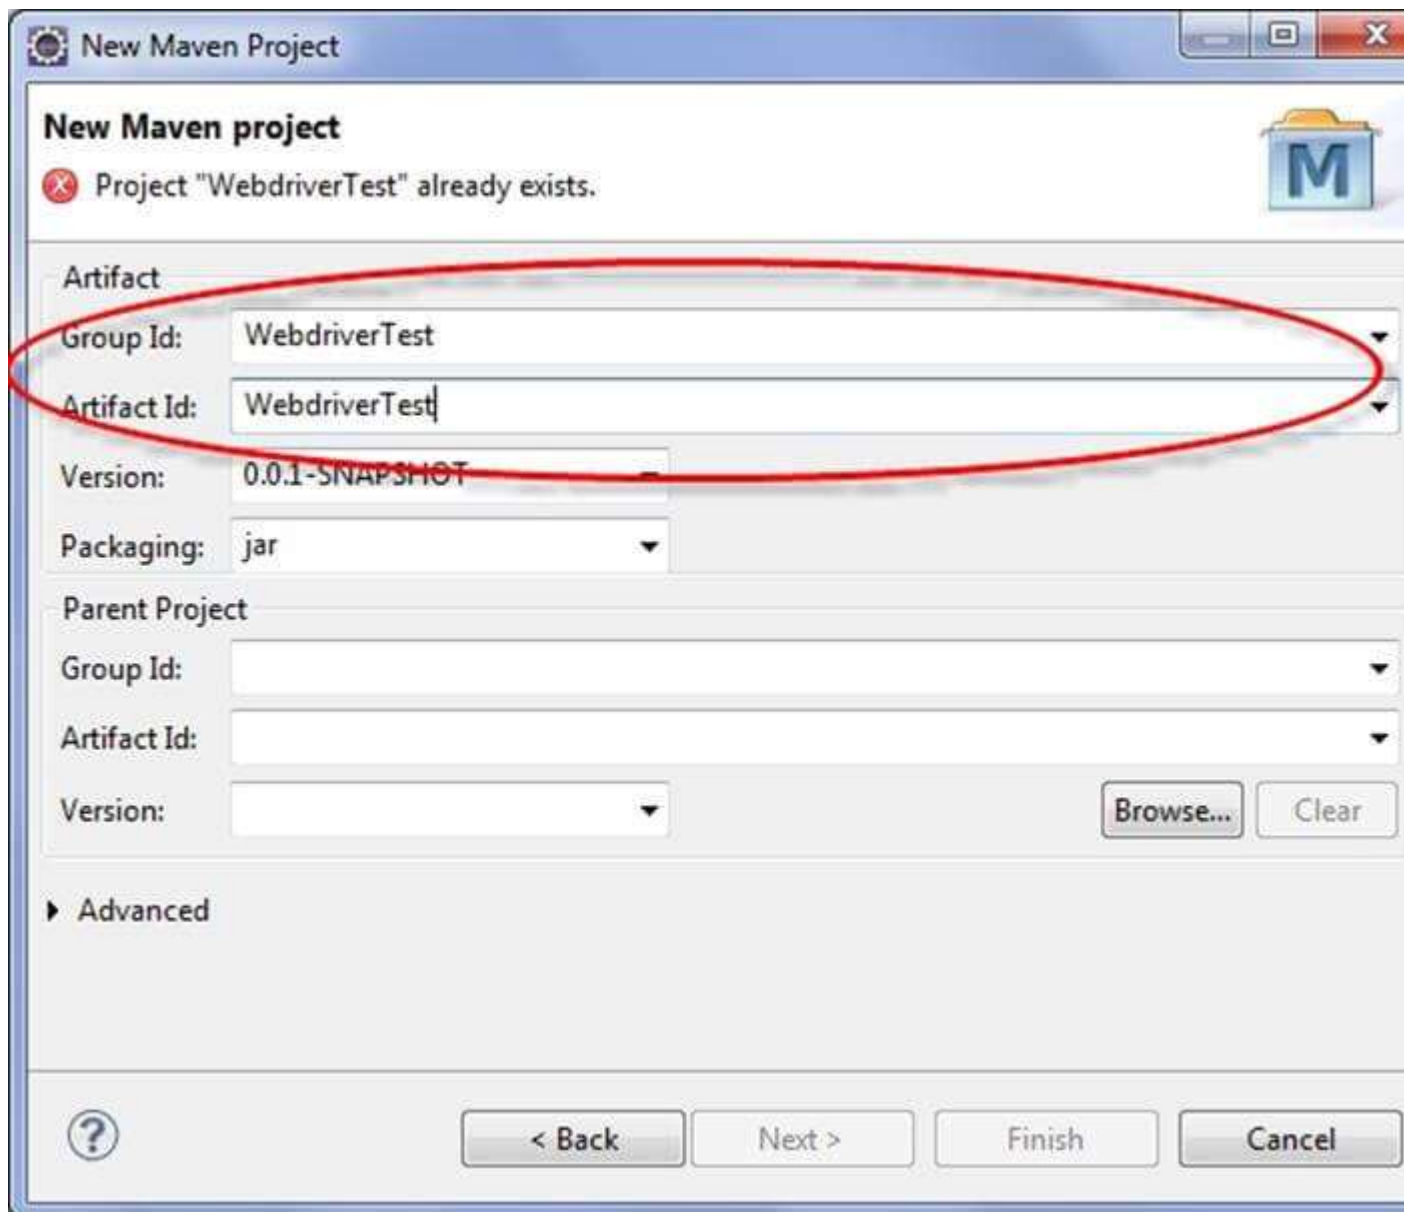 New Maven Project
New Maven project
Project "WebdriverTest" already exists.
M
Artifact
Group Id: WebdriverTest
Artifact Id: WebdriverTest
Version: 0.0.1-SNAPSHOT
Packaging: jar
Parent Project
Group Id:
Artifact Id:
Version: Browse... Clear
Advanced
? < Back Next > Finish Cancel